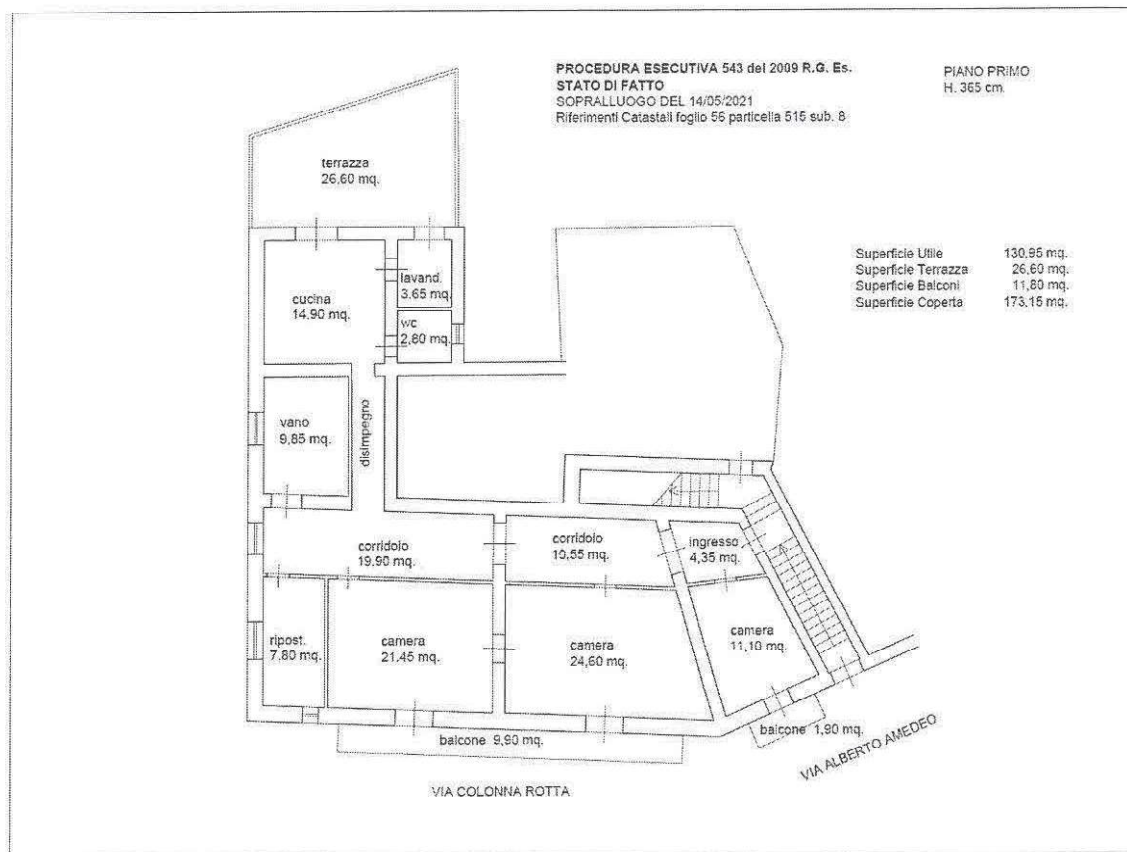 PROCEDURA ESECUTIVA 543 del 2009 R.G. Es.
STATO DI FATTO
SOPRALLUOGO DEL 14/05/2021
Riferimenti Catastali foglio 56 particella 515 sub. 8
PIANO PRIMO
H. 365 cm.
terrazza
26,60 mq.
Superficie Utile 130,95 mq.
Superficie Terrazza 26,60 mq.
Superficie Balconi 11,80 mq.
Superficie Coperta 173,15 mq.
cucina
14,90 mq.
lavand.
3.65 mq.
wc
2,80 mq.
vano
9,85 mq.
disimpegno
corridoio
19,90 mq.
corridoio
10,55 mq.
ingresso
4,35 mq.
ripost.
7,80 mq.
camera
21,45 mq.
camera
24,60 mq.
camera
11,10 mq.
balcone 9,90 mq.
balcone 1,90 mq.
VIA ALBERTO AMEDEO
VIA COLONNA ROTTA